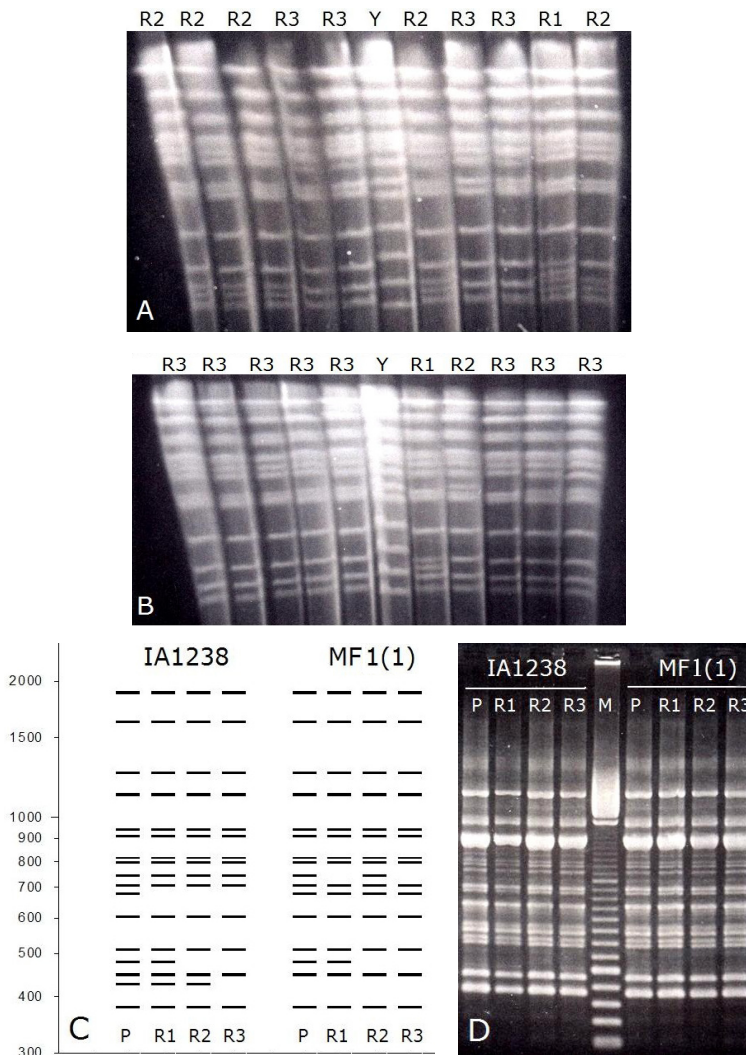 R2 R2 R2 R3 R3 Y R2 R3 R3 R1 R2
A
R3 R3 R3 R3 R3 Y R1 R2 R3 R3 R3
B
IA1238 MF1(1)
2000
1500
1000
900
800
700
600
500
400
300
P R1 R2 R3 P R1 R2 R3
C
IA1238 MF1(1)
P R1 R2 R3 M P R1 R2 R3
D